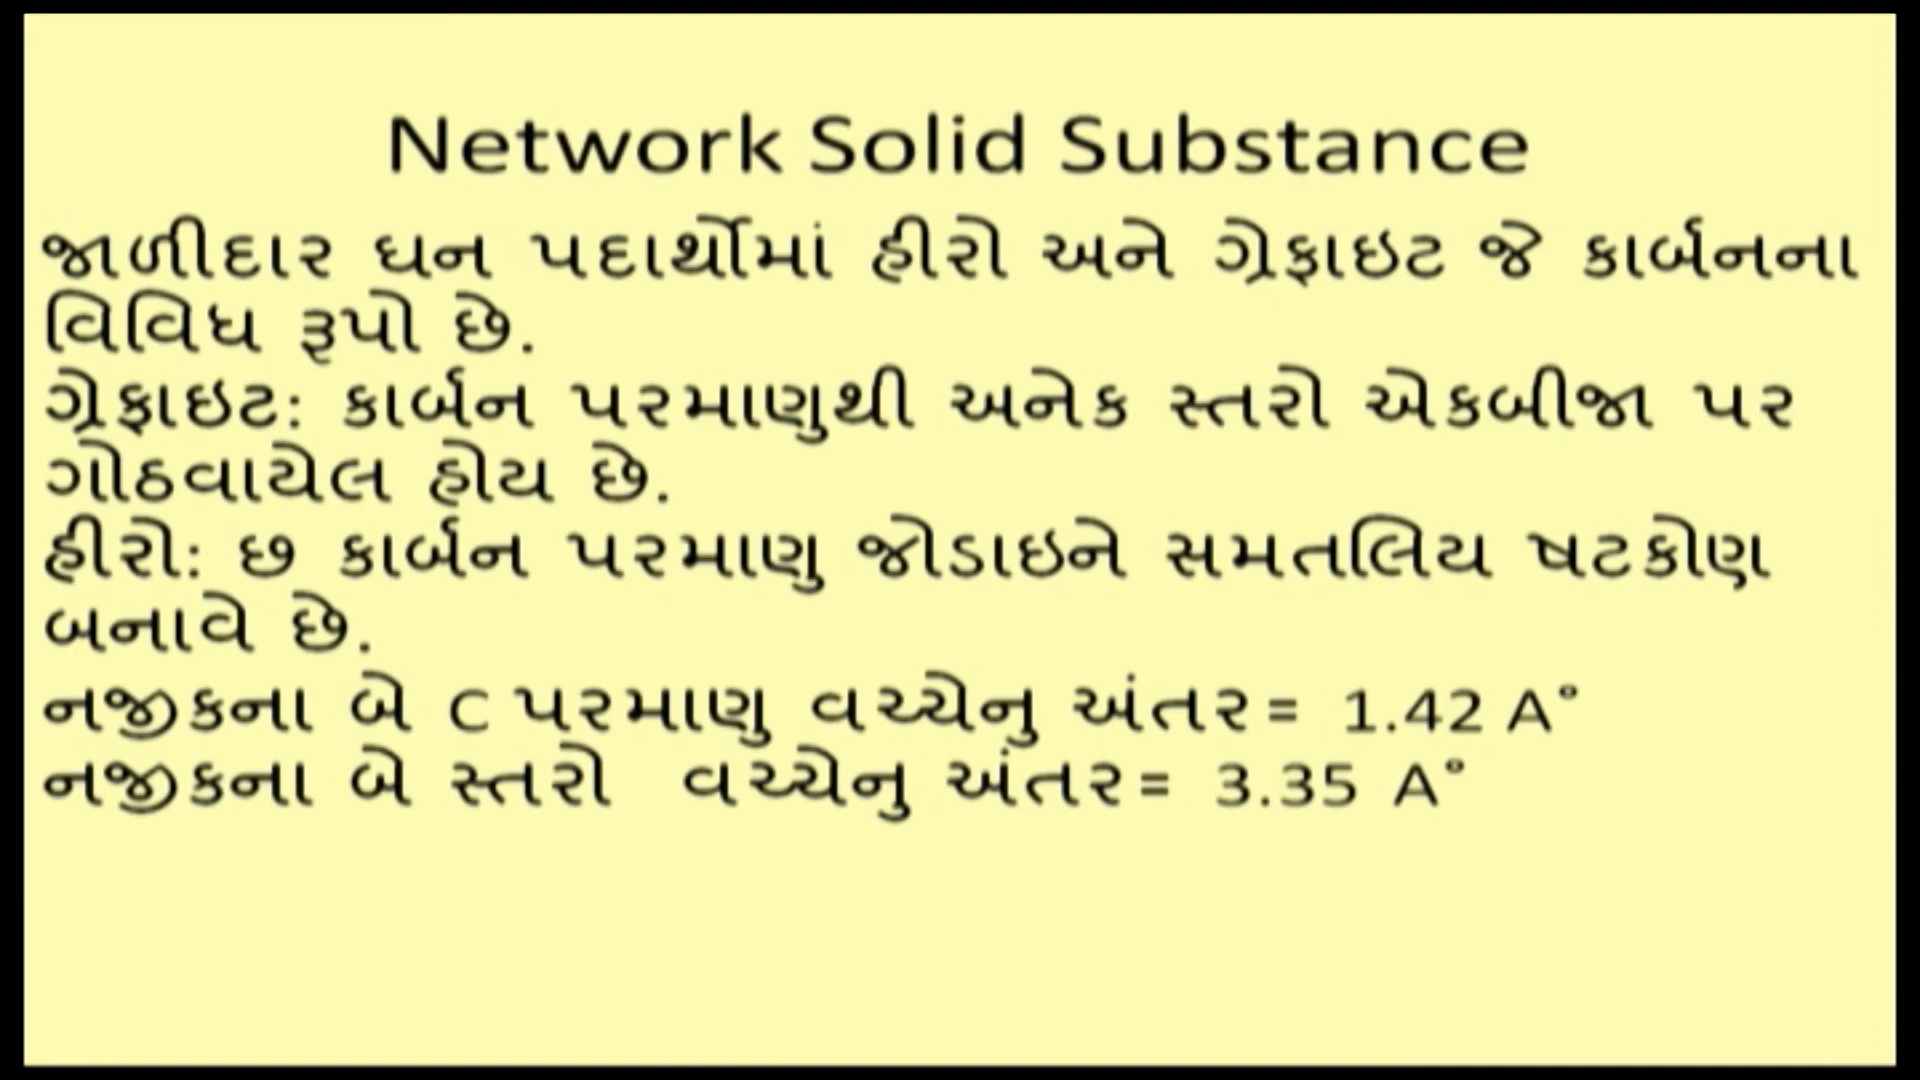 Network Solid Substance
જાળીદાર ઘન પદાર્થોમાં હીરો અને ગ્રેફાઇટ જે કાર્બનના
વિવિધ રૂપો છે.
ગ્રેફાઇટ: કાર્બન પરમાણુથી અનેક સ્તરો એકબીજા પર
ગોઠવાયેલ હોય છે.
હીરો: છ કાર્બન પરમાણુ જોડાઇને સમતલિય ષટકોણ
બનાવે છે.
નજીકના બે C પરમાણુ વચ્ચેનુ અંતર= 1.42 A°
નજીકના બે સ્તરો વચ્ચેનુ અંતર= 3.35 A°